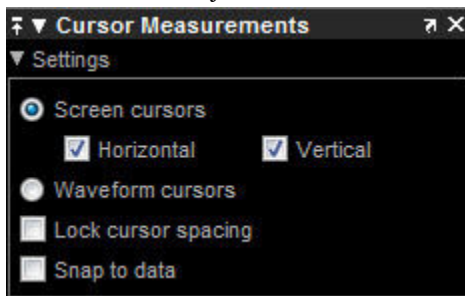 Cursor Measurements
Settings
Screen cursors
Horizontal Vertical
Waveform cursors
Lock cursor spacing
Snap to data